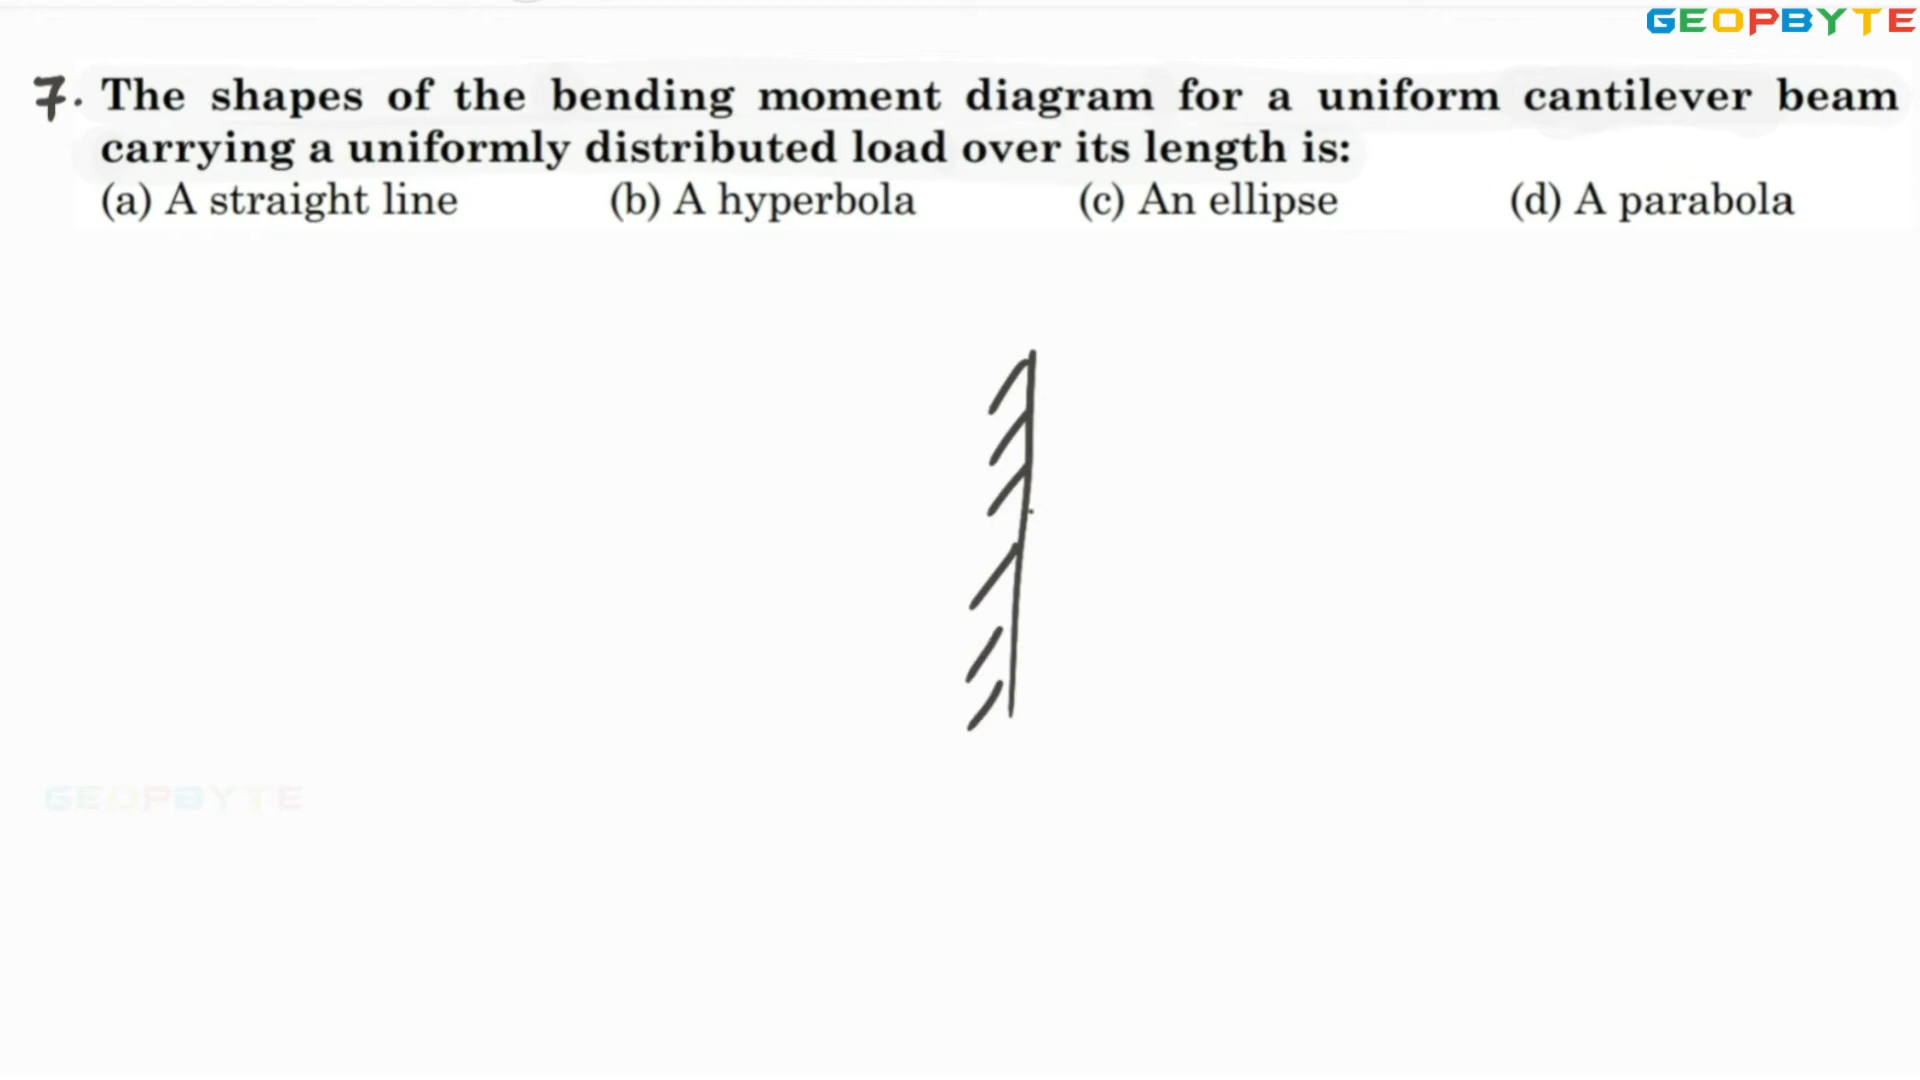 GEOPBYTE
7. The shapes of the bending moment diagram for a uniform cantilever beam
carrying a uniformly distributed load over its length is:
(a) A straight line (b) A hyperbola (c) An ellipse (d) A parabola
GEOPBYTE